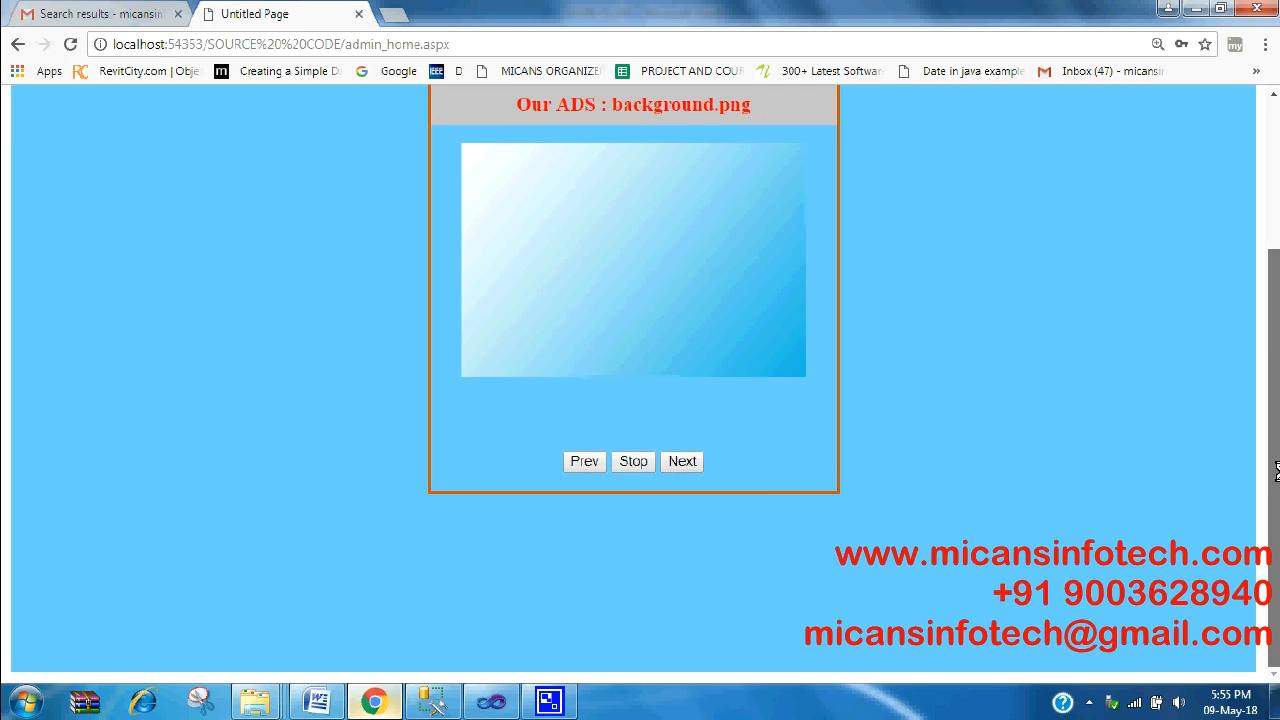 Search results - micansin
Untitled Page
localhost:54353/SOURCE%20%20CODE/admin_home.aspx
Apps RevitCity.com | Obje Creating a Simple D Google D MICANS ORGANIZE PROJECT AND COUR 300+ Latest Softwar Date in java example Inbox (47) - micansin »
Our ADS : background.png
Prev Stop Next
www.micansinfotech.com
+91 9003628940
micansinfotech@gmail.com
5:55 PM
09-May-18